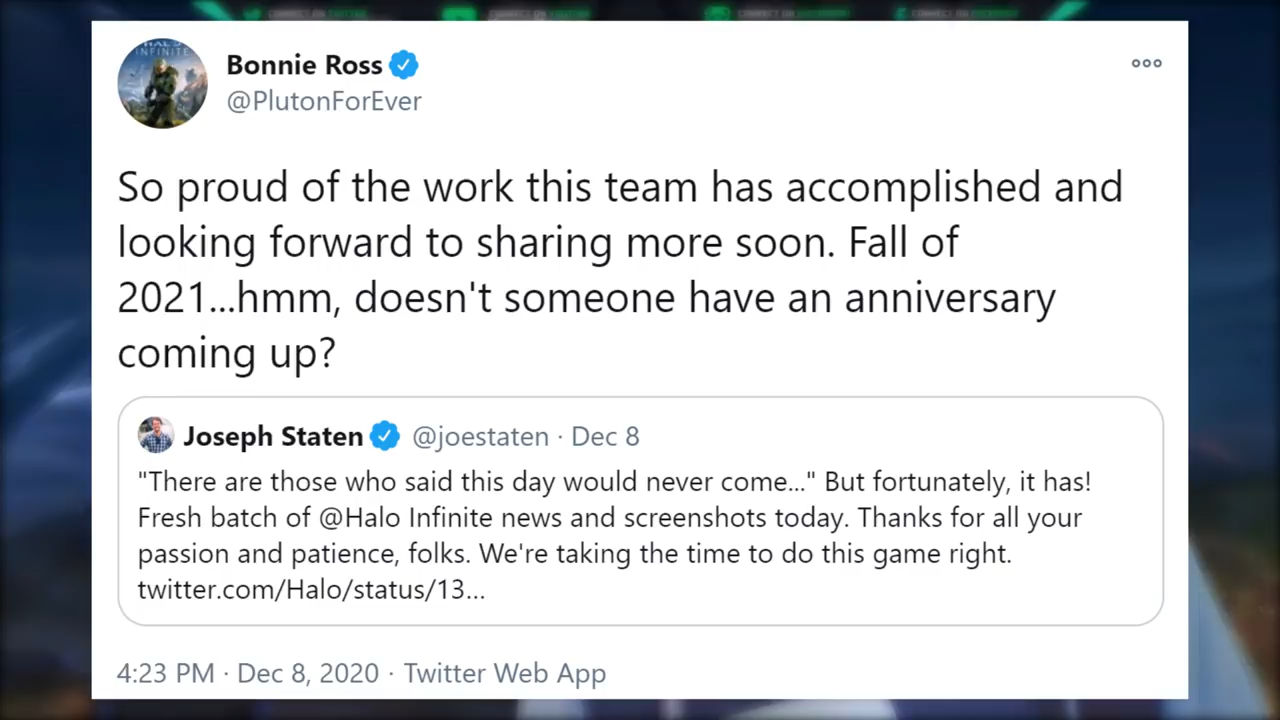 Bonnie Ross
@PlutonForEver
So proud of the work this team has accomplished and
looking forward to sharing more soon. Fall of
2021...hmm, doesn't someone have an anniversary
coming up?
Joseph Staten @joestaten · Dec 8
"There are those who said this day would never come..." But fortunately, it has!
Fresh batch of @Halo Infinite news and screenshots today. Thanks for all your
passion and patience, folks. We're taking the time to do this game right.
twitter.com/Halo/status/13...
4:23 PM · Dec 8, 2020 · Twitter Web App